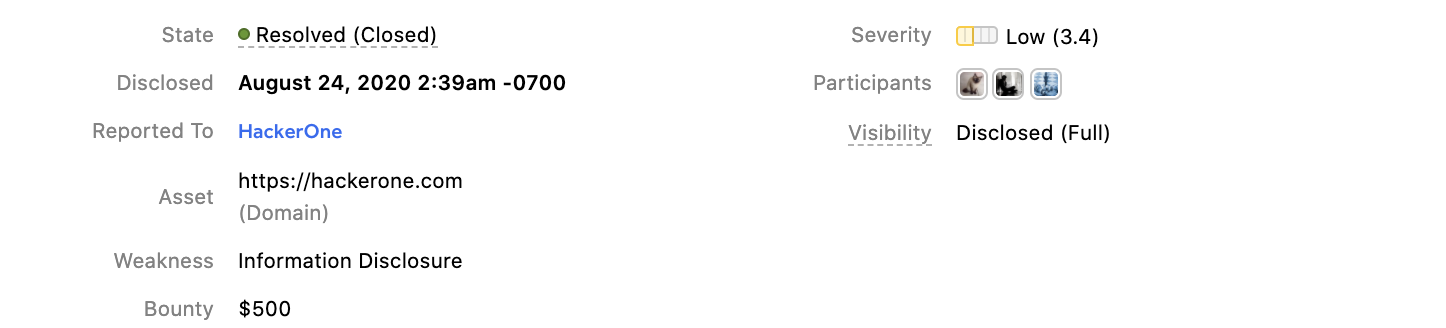 State Resolved (Closed)
Disclosed August 24, 2020 2:39am -0700
Reported To HackerOne
Asset https://hackerone.com
(Domain)
Weakness Information Disclosure
Bounty $500
Severity Low (3.4)
Participants
Visibility Disclosed (Full)